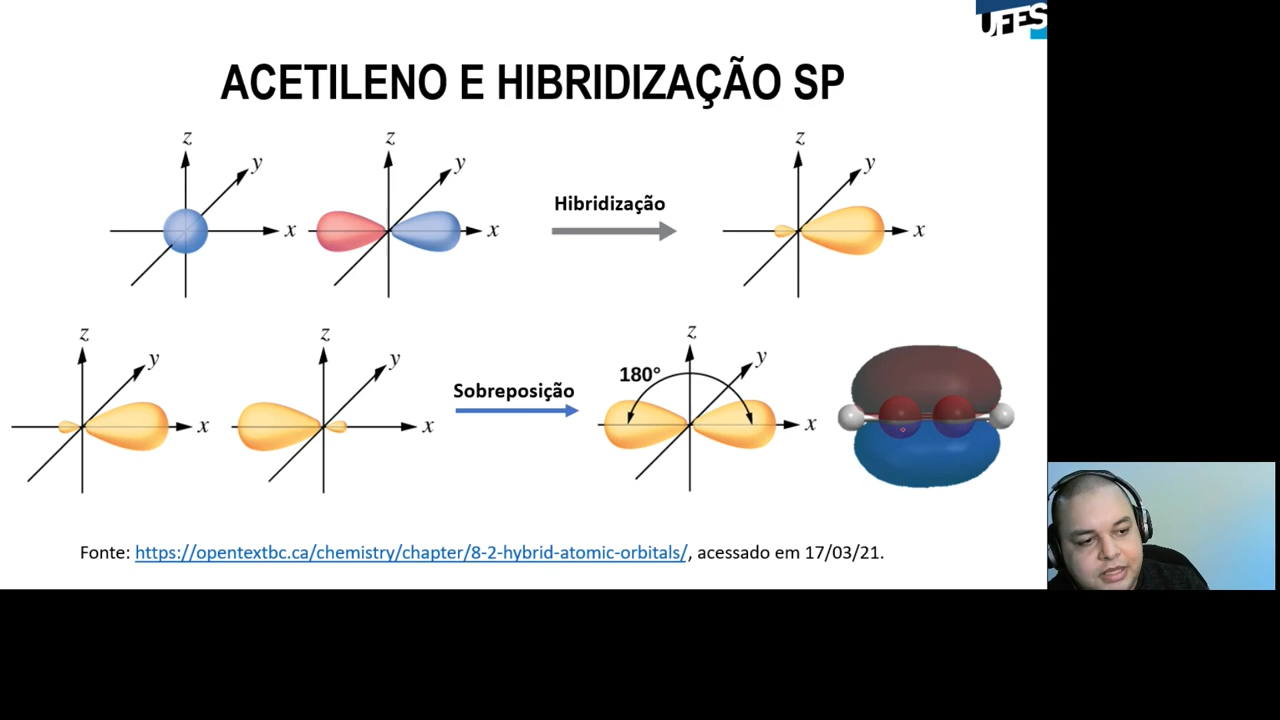 UFES
ACETILENO E HIBRIDIZAÇÃO SP
z
y
x
z
y
x
Hibridização
z
y
x
z
y
x
z
y
x
Sobreposição
180°
z
y
x
Fonte: https://opentextbc.ca/chemistry/chapter/8-2-hybrid-atomic-orbitals/, acessado em 17/03/21.